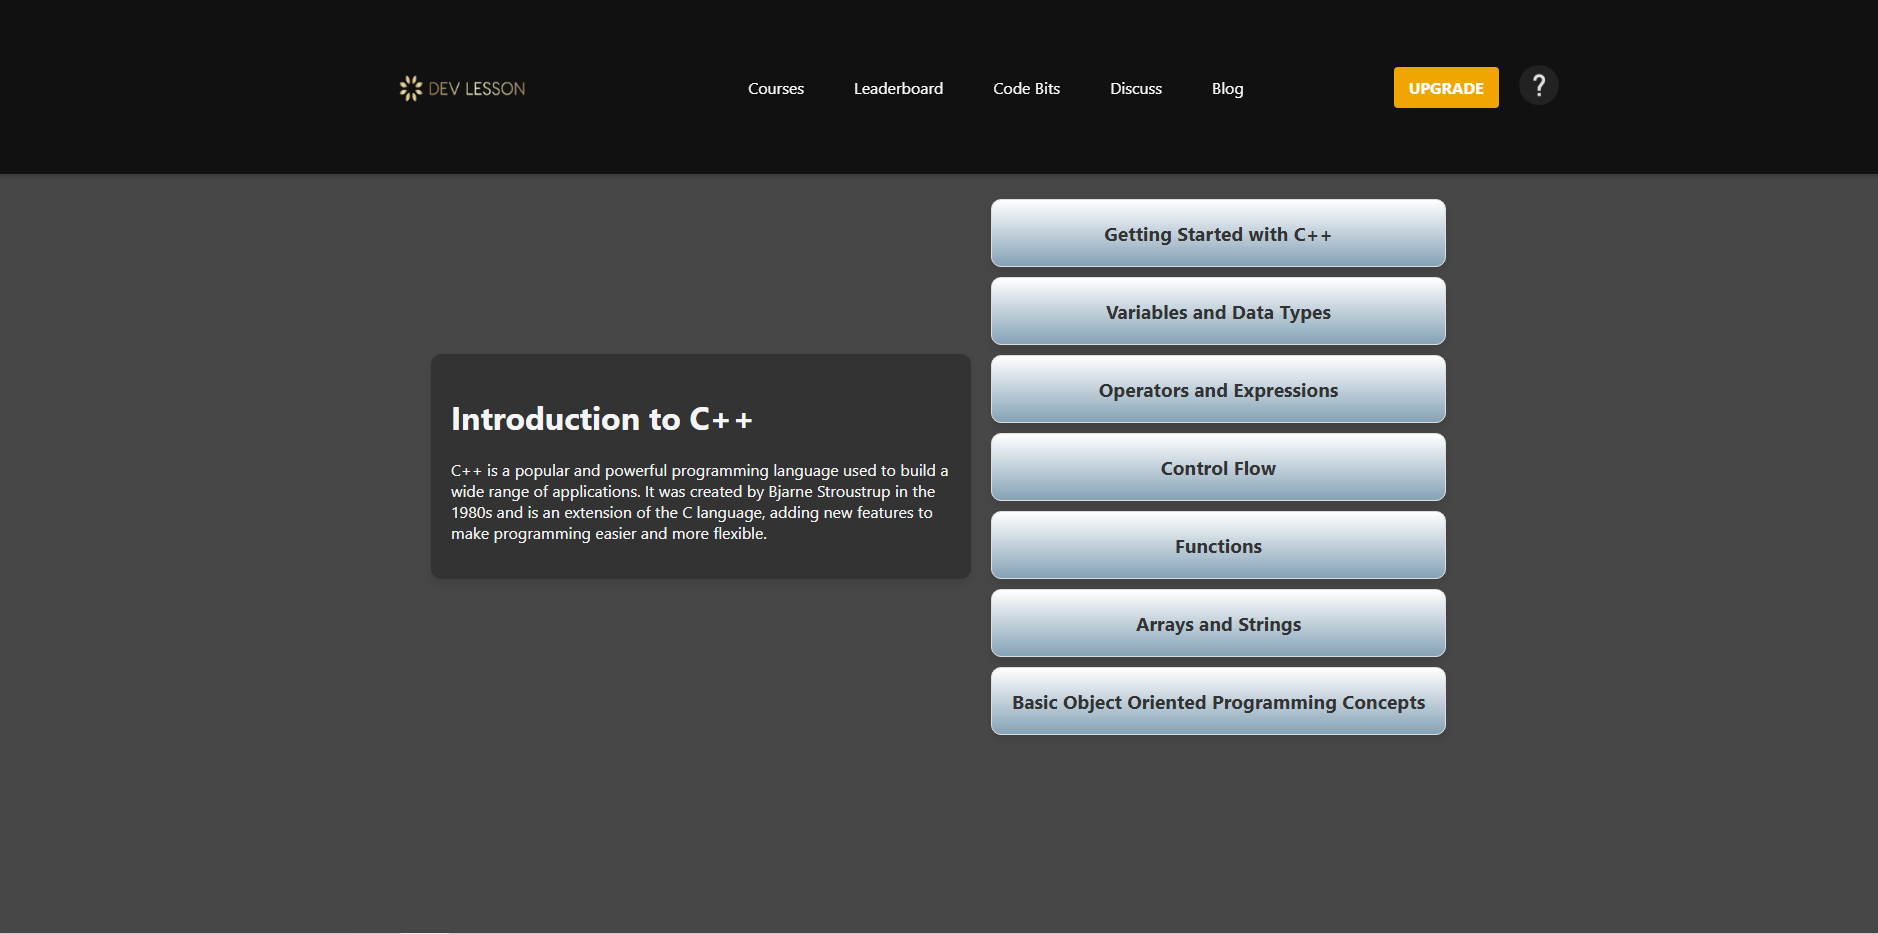 DEV LESSON
Courses
Leaderboard
Code Bits
Discuss
Blog
UPGRADE
?
Introduction to C++
C++ is a popular and powerful programming language used to build a
wide range of applications. It was created by Bjarne Stroustrup in the
1980s and is an extension of the C language, adding new features to
make programming easier and more flexible.
Getting Started with C++
Variables and Data Types
Operators and Expressions
Control Flow
Functions
Arrays and Strings
Basic Object Oriented Programming Concepts